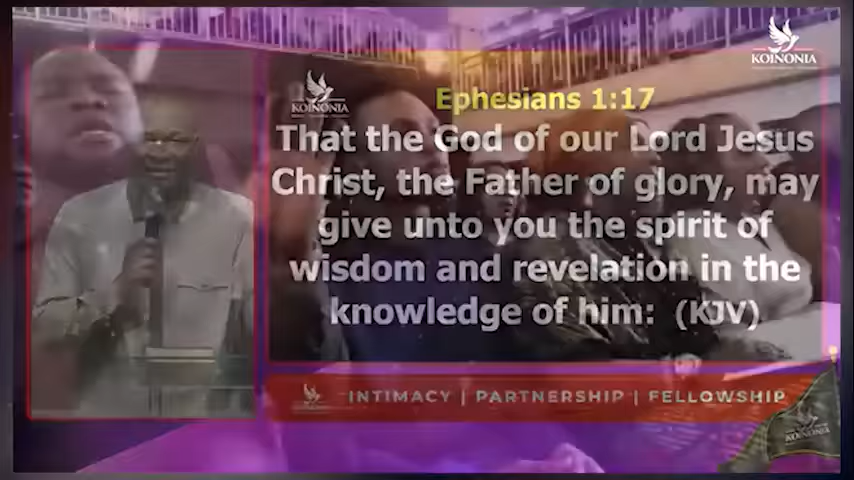 KOINONIA
KOINONIA
Ephesians 1:17
That the God of our Lord Jesus
Christ, the Father of glory, may
give unto you the spirit of
wisdom and revelation in the
knowledge of him: (KJV)
INTIMACY | PARTNERSHIP | FELLOWSHIP
KOINONIA